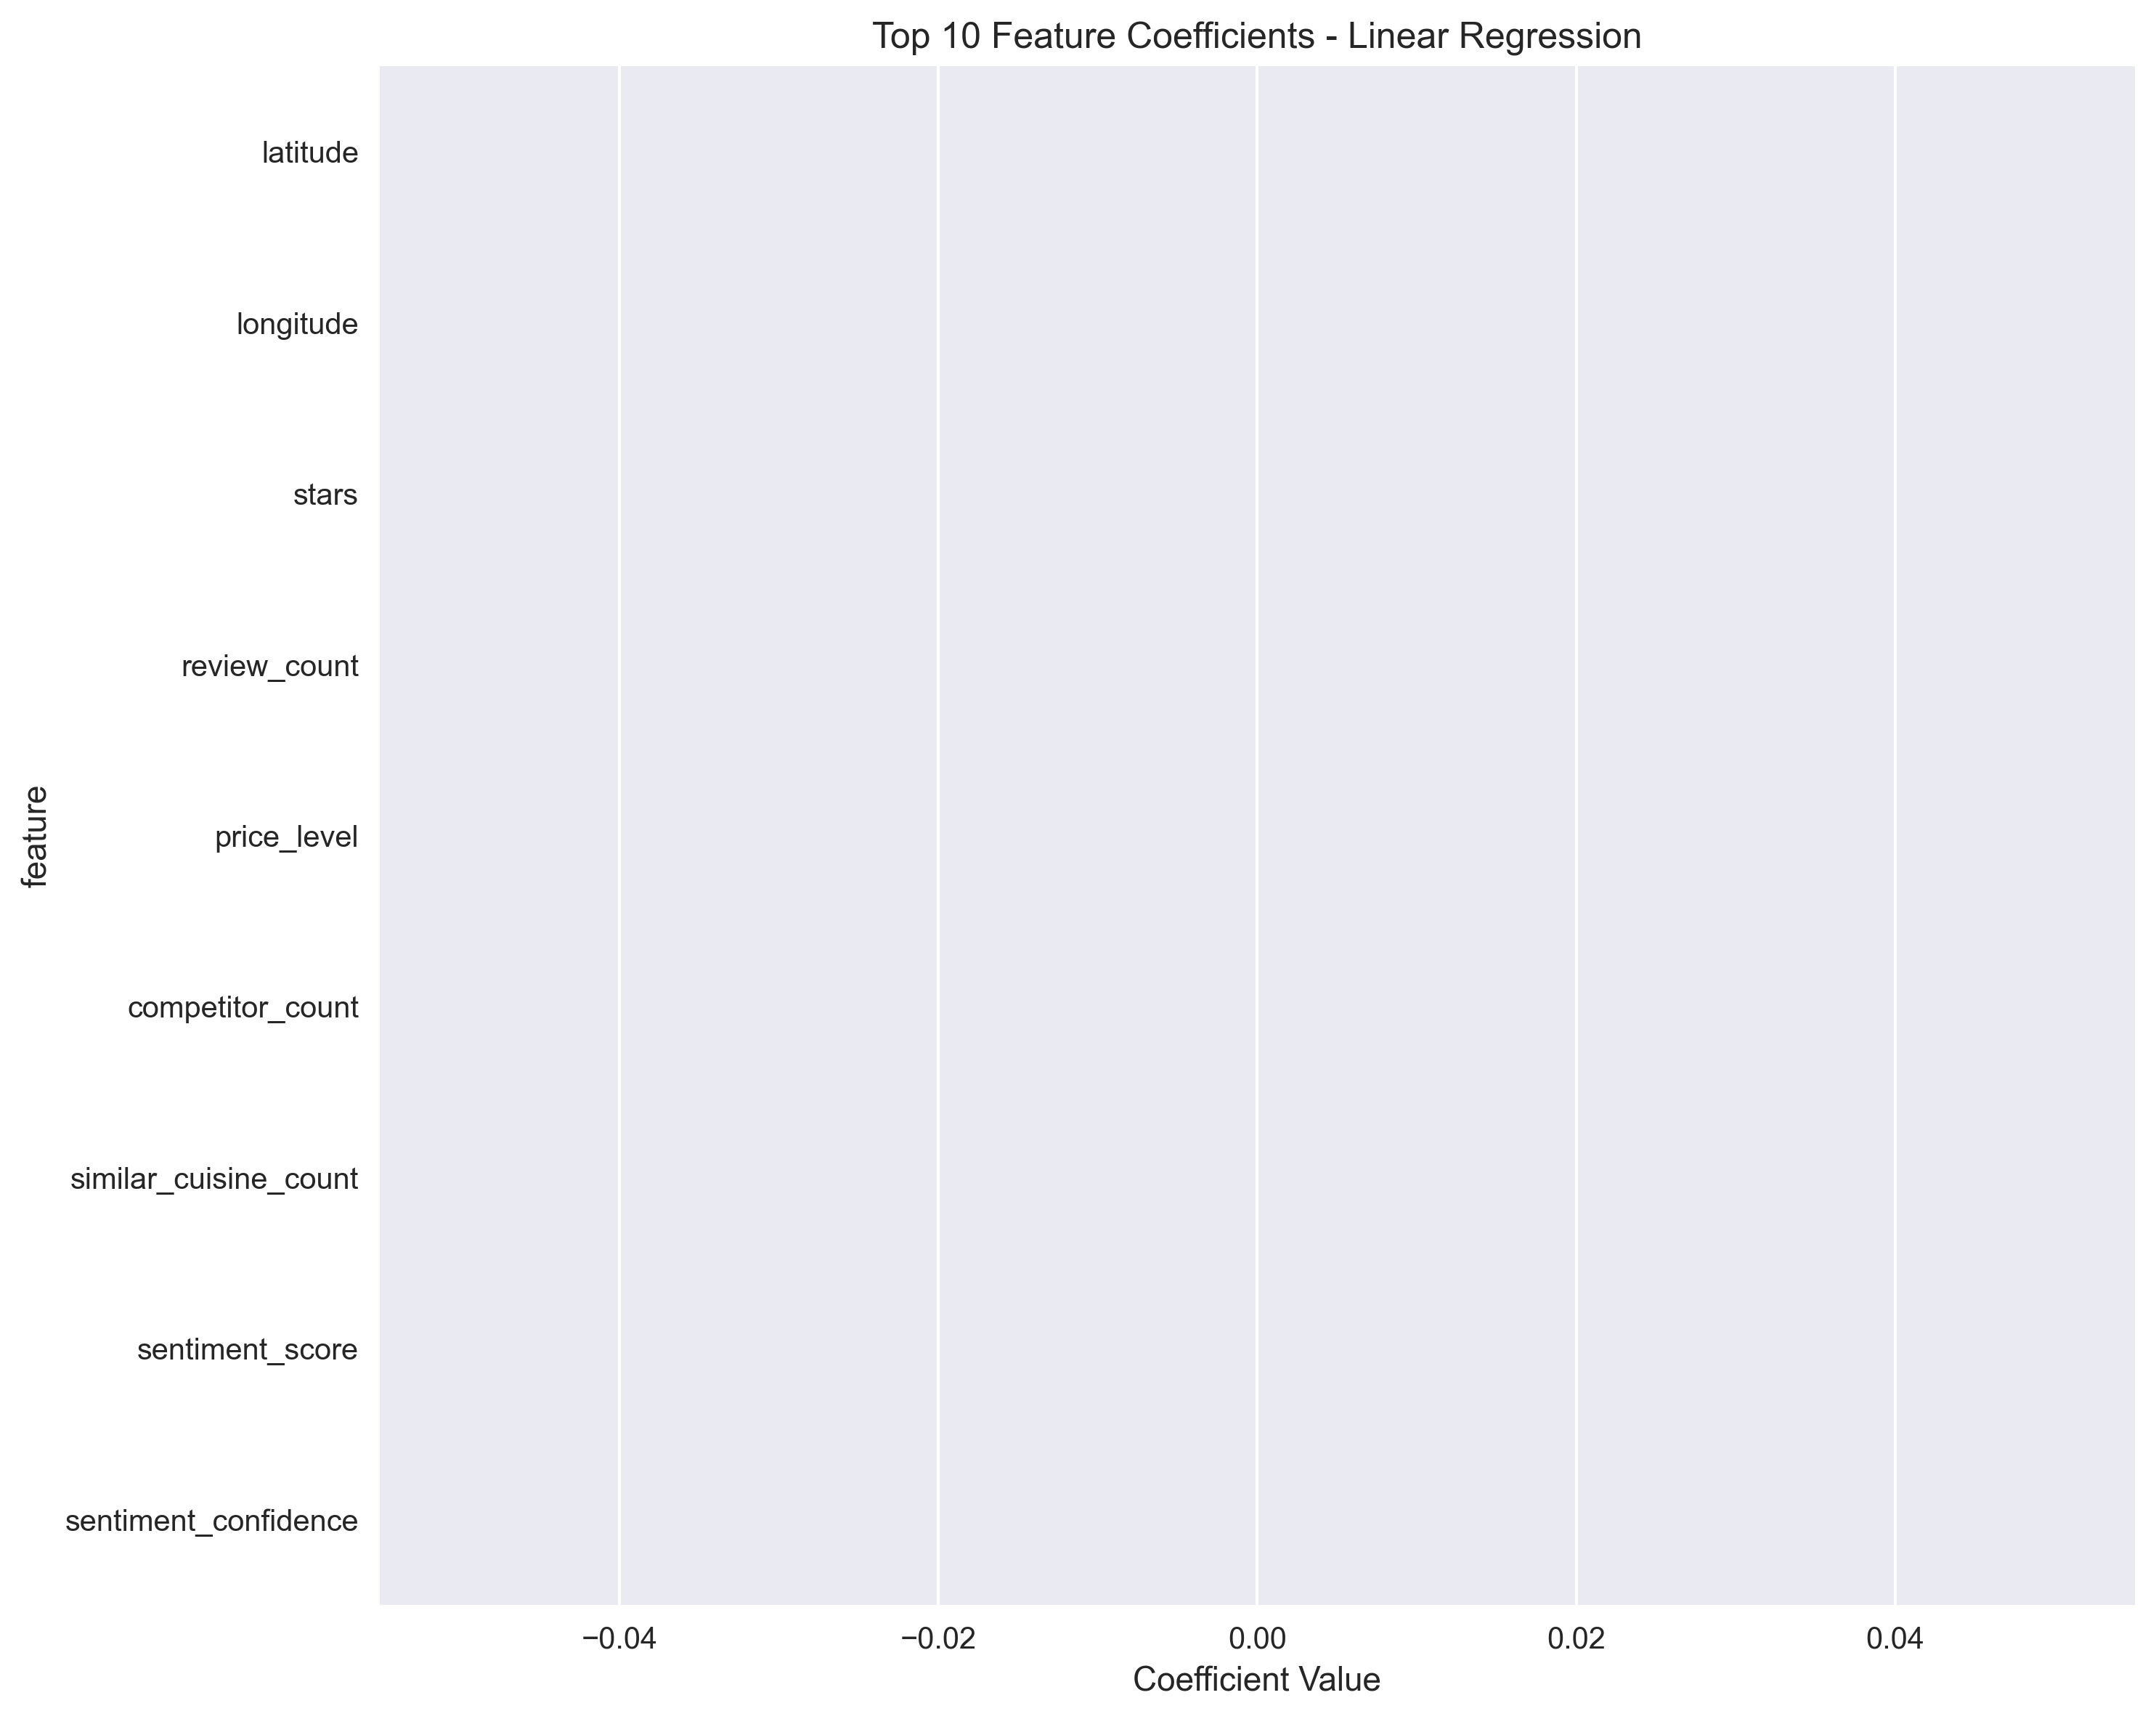 Top 10 Feature Coefficients - Linear Regression
latitude
longitude
stars
review_count
price_level
competitor_count
similar_cuisine_count
sentiment_score
sentiment_confidence
feature
−0.04
−0.02
0.00
0.02
0.04
Coefficient Value